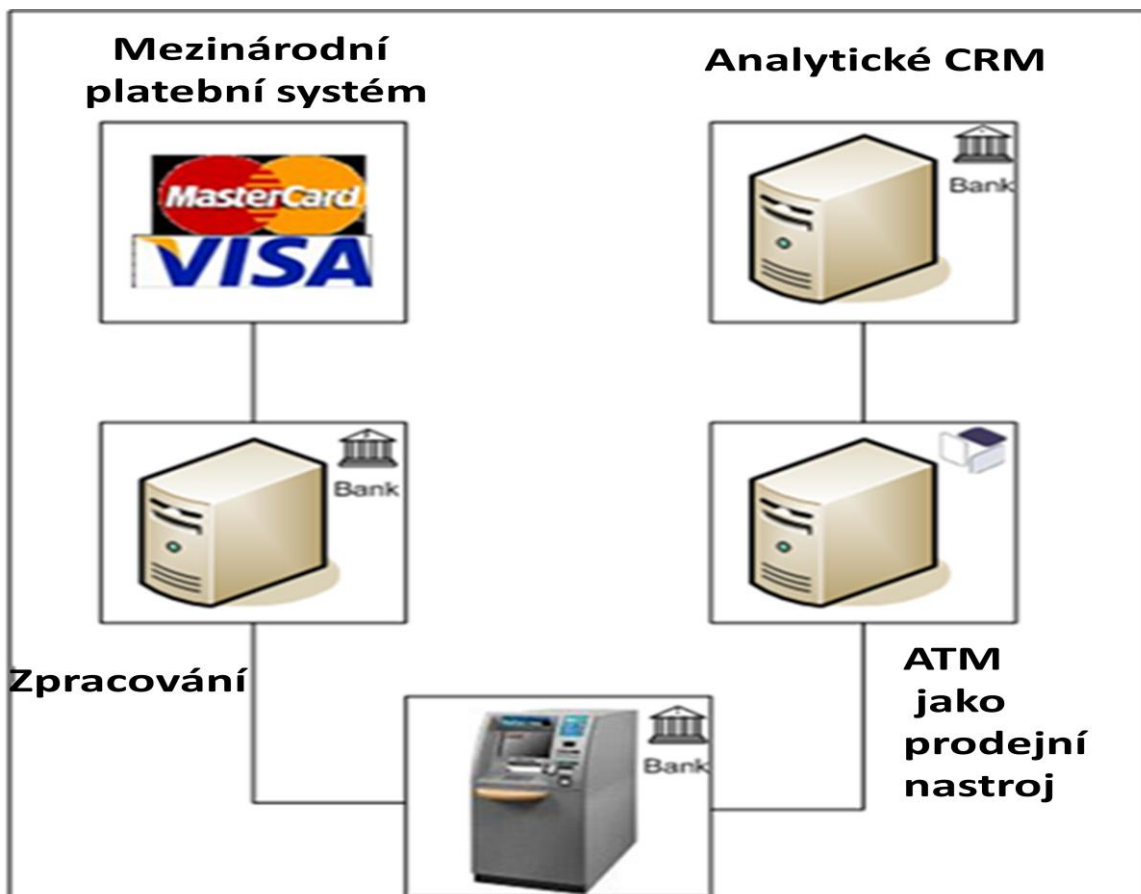 Mezinárodní
platební systém
MasterCard
VISA
Analytické CRM
Bank
Bank
Zpracování
ATM
jako
prodejní
nastroj
Bank